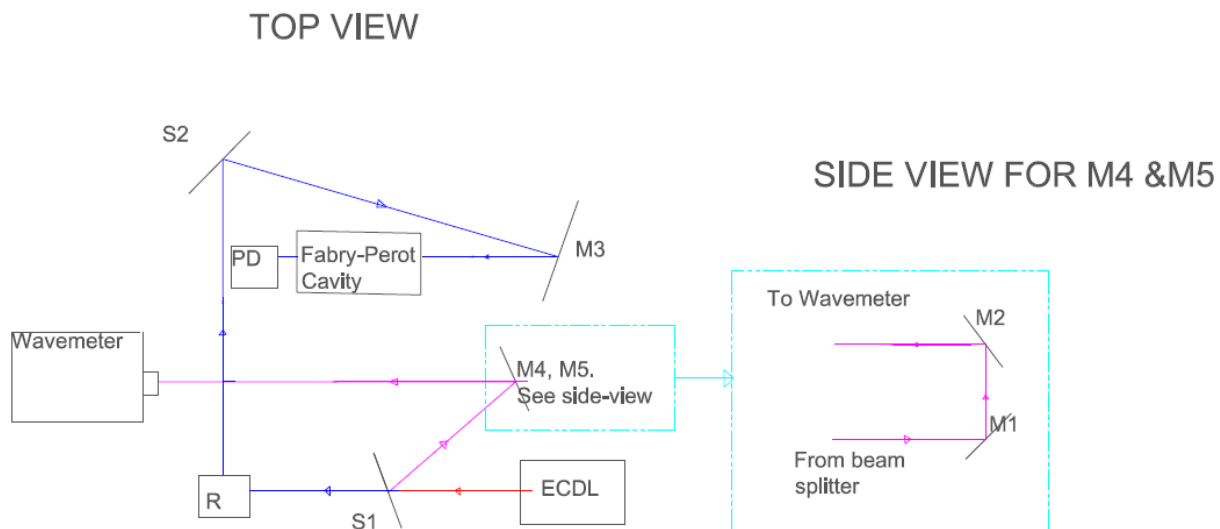 TOP VIEW
S2
SIDE VIEW FOR M4 &M5
M3
PD
Fabry-Perot
Cavity
To Wavemeter
M2
Wavemeter
M4, M5.
See side-view
M1
From beam
splitter
R
S1
ECDL